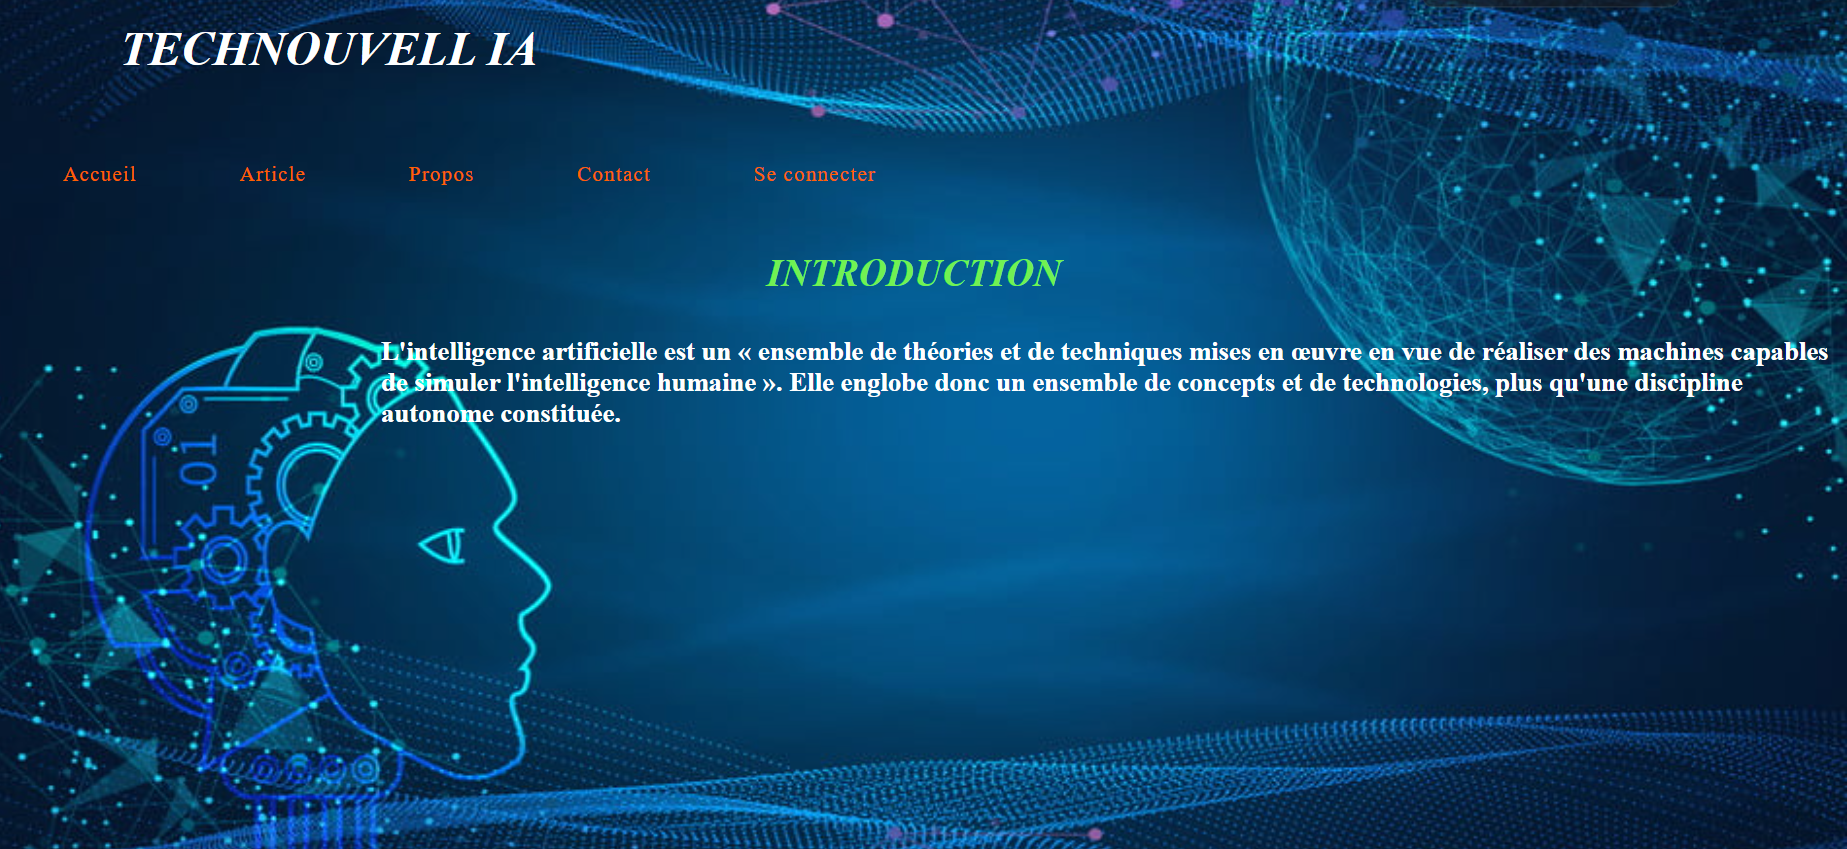 TECHNOUVELL IA
Accueil Article Propos Contact Se connecter
INTRODUCTION
L'intelligence artificielle est un « ensemble de théories et de techniques mises en œuvre en vue de réaliser des machines capables
de simuler l'intelligence humaine ». Elle englobe donc un ensemble de concepts et de technologies, plus qu'une discipline
autonome constituée.
01